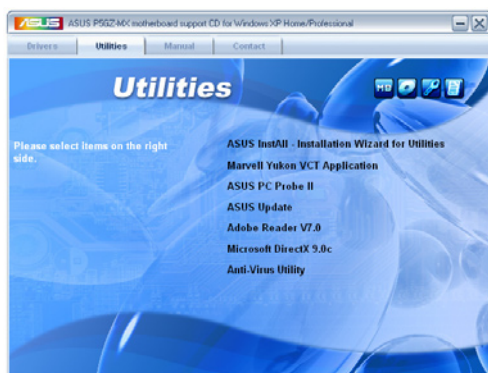 ASUS ASUS P5GZ-MX motherboard support CD for Windows XP Home/Professional
Drivers Utilities Manual Contact
Utilities
Please select items on the right
side.
ASUS InstAll - Installation Wizard for Utilities
Marvell Yukon VCT Application
ASUS PC Probe II
ASUS Update
Adobe Reader V7.0
Microsoft DirectX 9.0c
Anti-Virus Utility